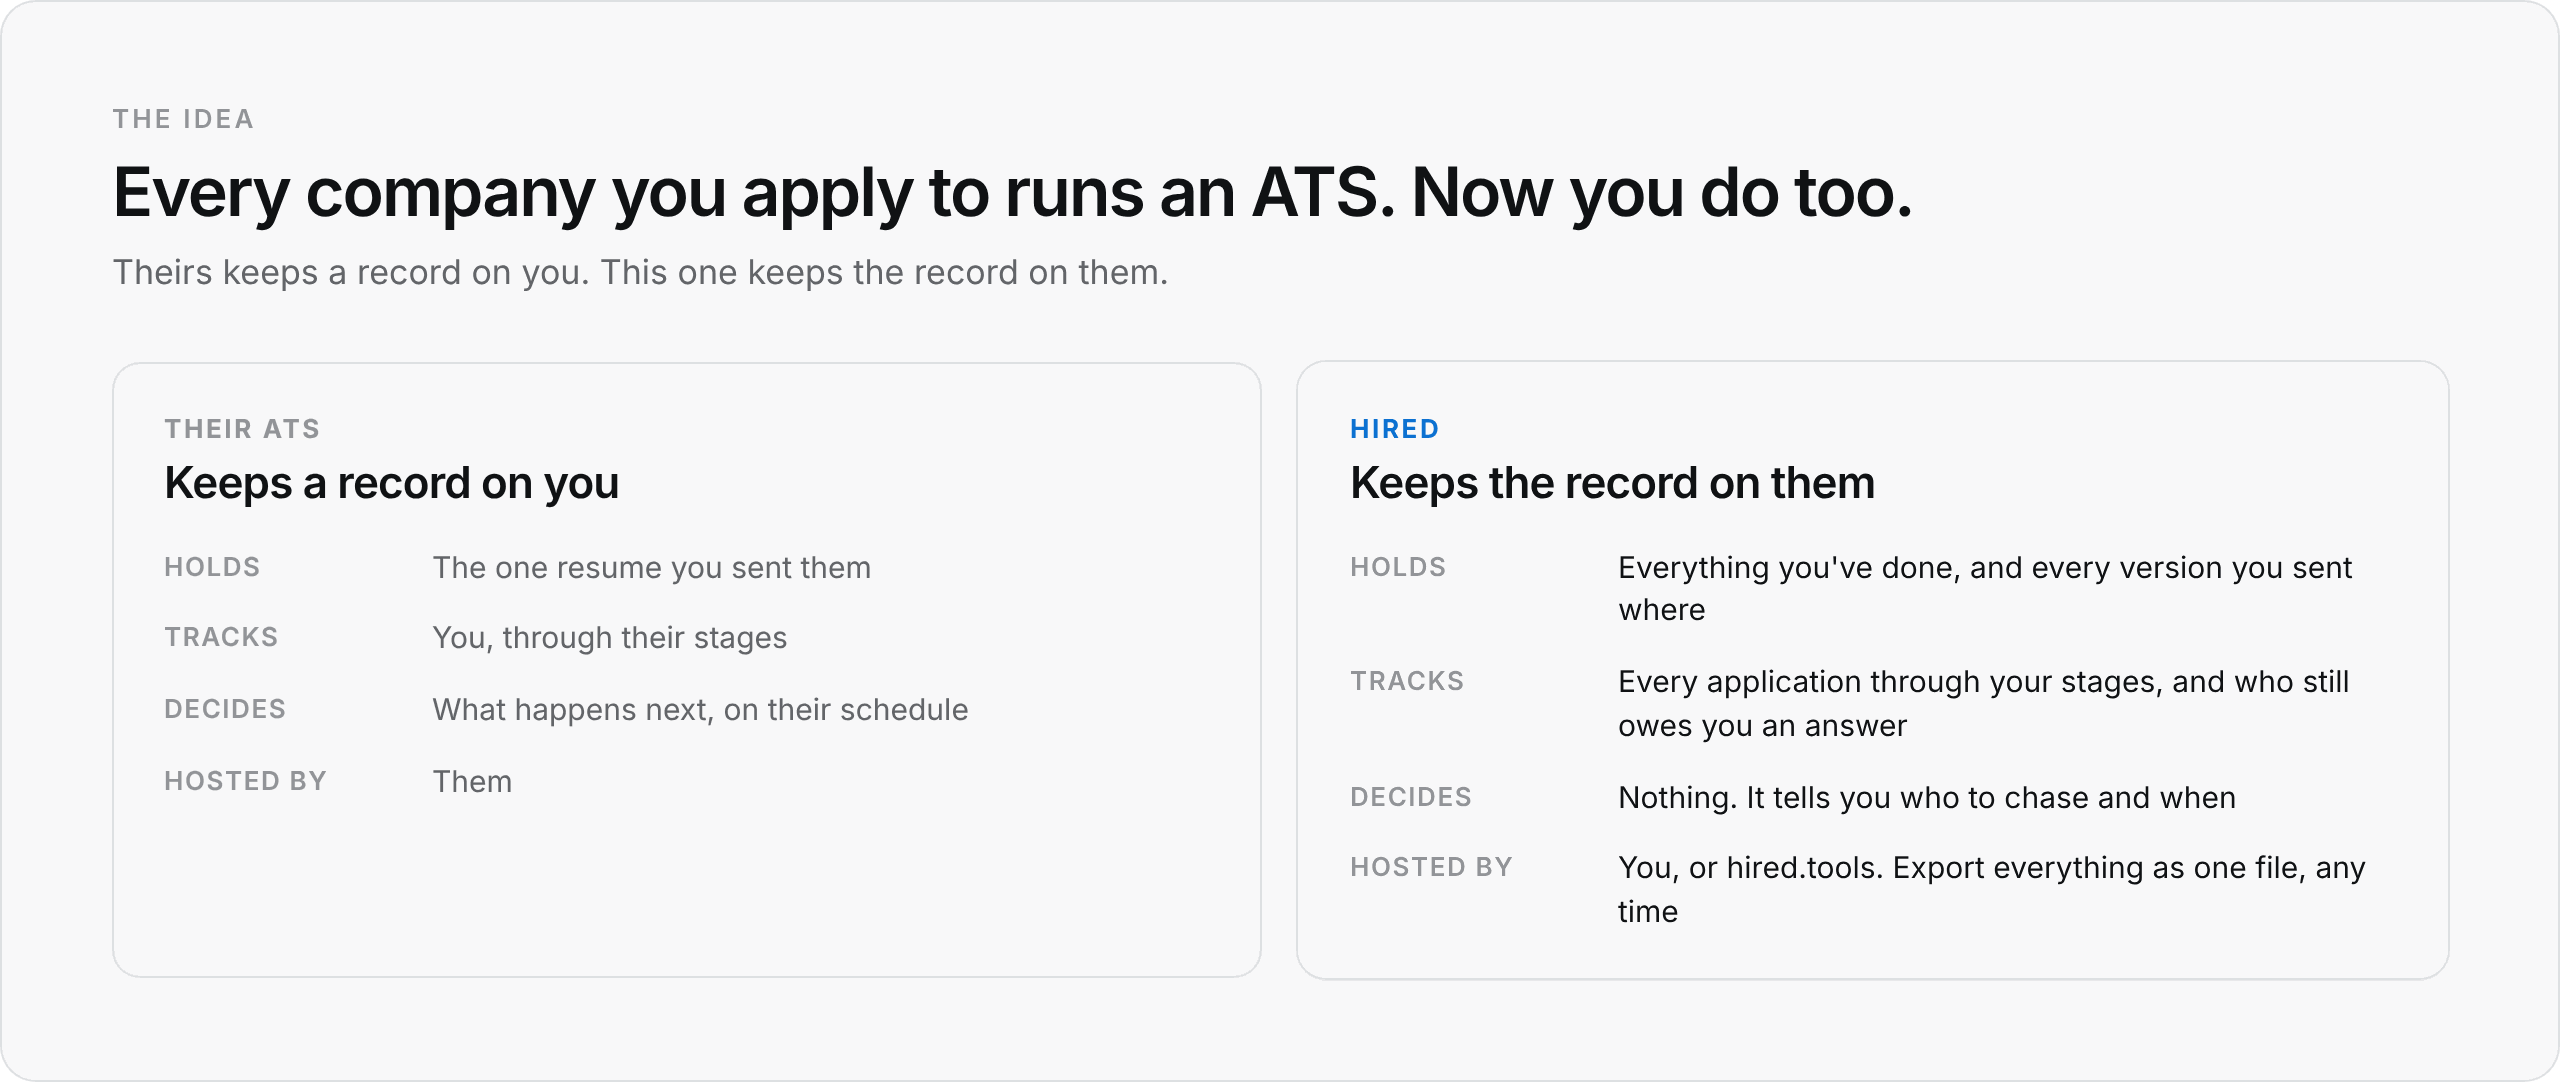 THE IDEA
Every company you apply to runs an ATS. Now you do too.
Theirs keeps a record on you. This one keeps the record on them.
THEIR ATS
Keeps a record on you
HOLDS The one resume you sent them
TRACKS You, through their stages
DECIDES What happens next, on their schedule
HOSTED BY Them
HIRED
Keeps the record on them
HOLDS Everything you've done, and every version you sent
where
TRACKS Every application through your stages, and who still
owes you an answer
DECIDES Nothing. It tells you who to chase and when
HOSTED BY You, or hired.tools. Export everything as one file, any
time